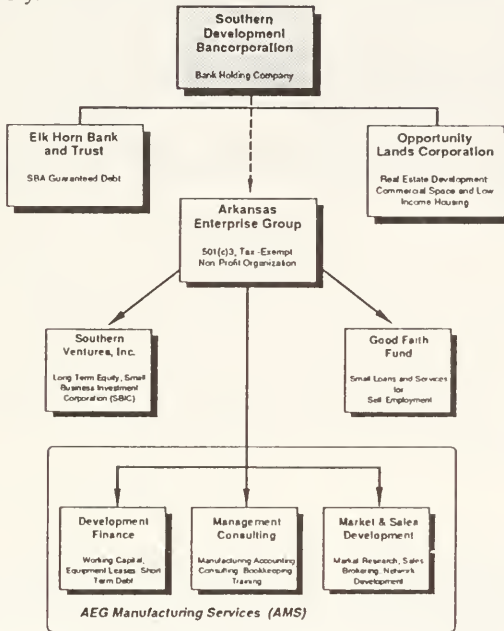 Southern
Development
Bancorporation
Bank Holding Company
Elk Horn Bank
and Trust
SBA Guaranteed Debt
Opportunity
Lands Corporation
Real Estate Development
Commercial Space and Low
Income Housing
Arkansas
Enterprise Group
501(c)3, Tax-Exempt
Non Profit Organization
Southern
Ventures, Inc.
Long Term Equity, Small
Business Investment
Corporation (SBIC)
Good Faith
Fund
Small Loans and Services
for
Self Employment
Development
Finance
Working Capital,
Equipment Leases, Short
Term Debt
Management
Consulting
Manufacturing Accounting
Consulting, Bookkeeping
Training
Market & Sales
Development
Market Research, Sales
Brokering, Network
Development
AEG Manufacturing Services (AMS)